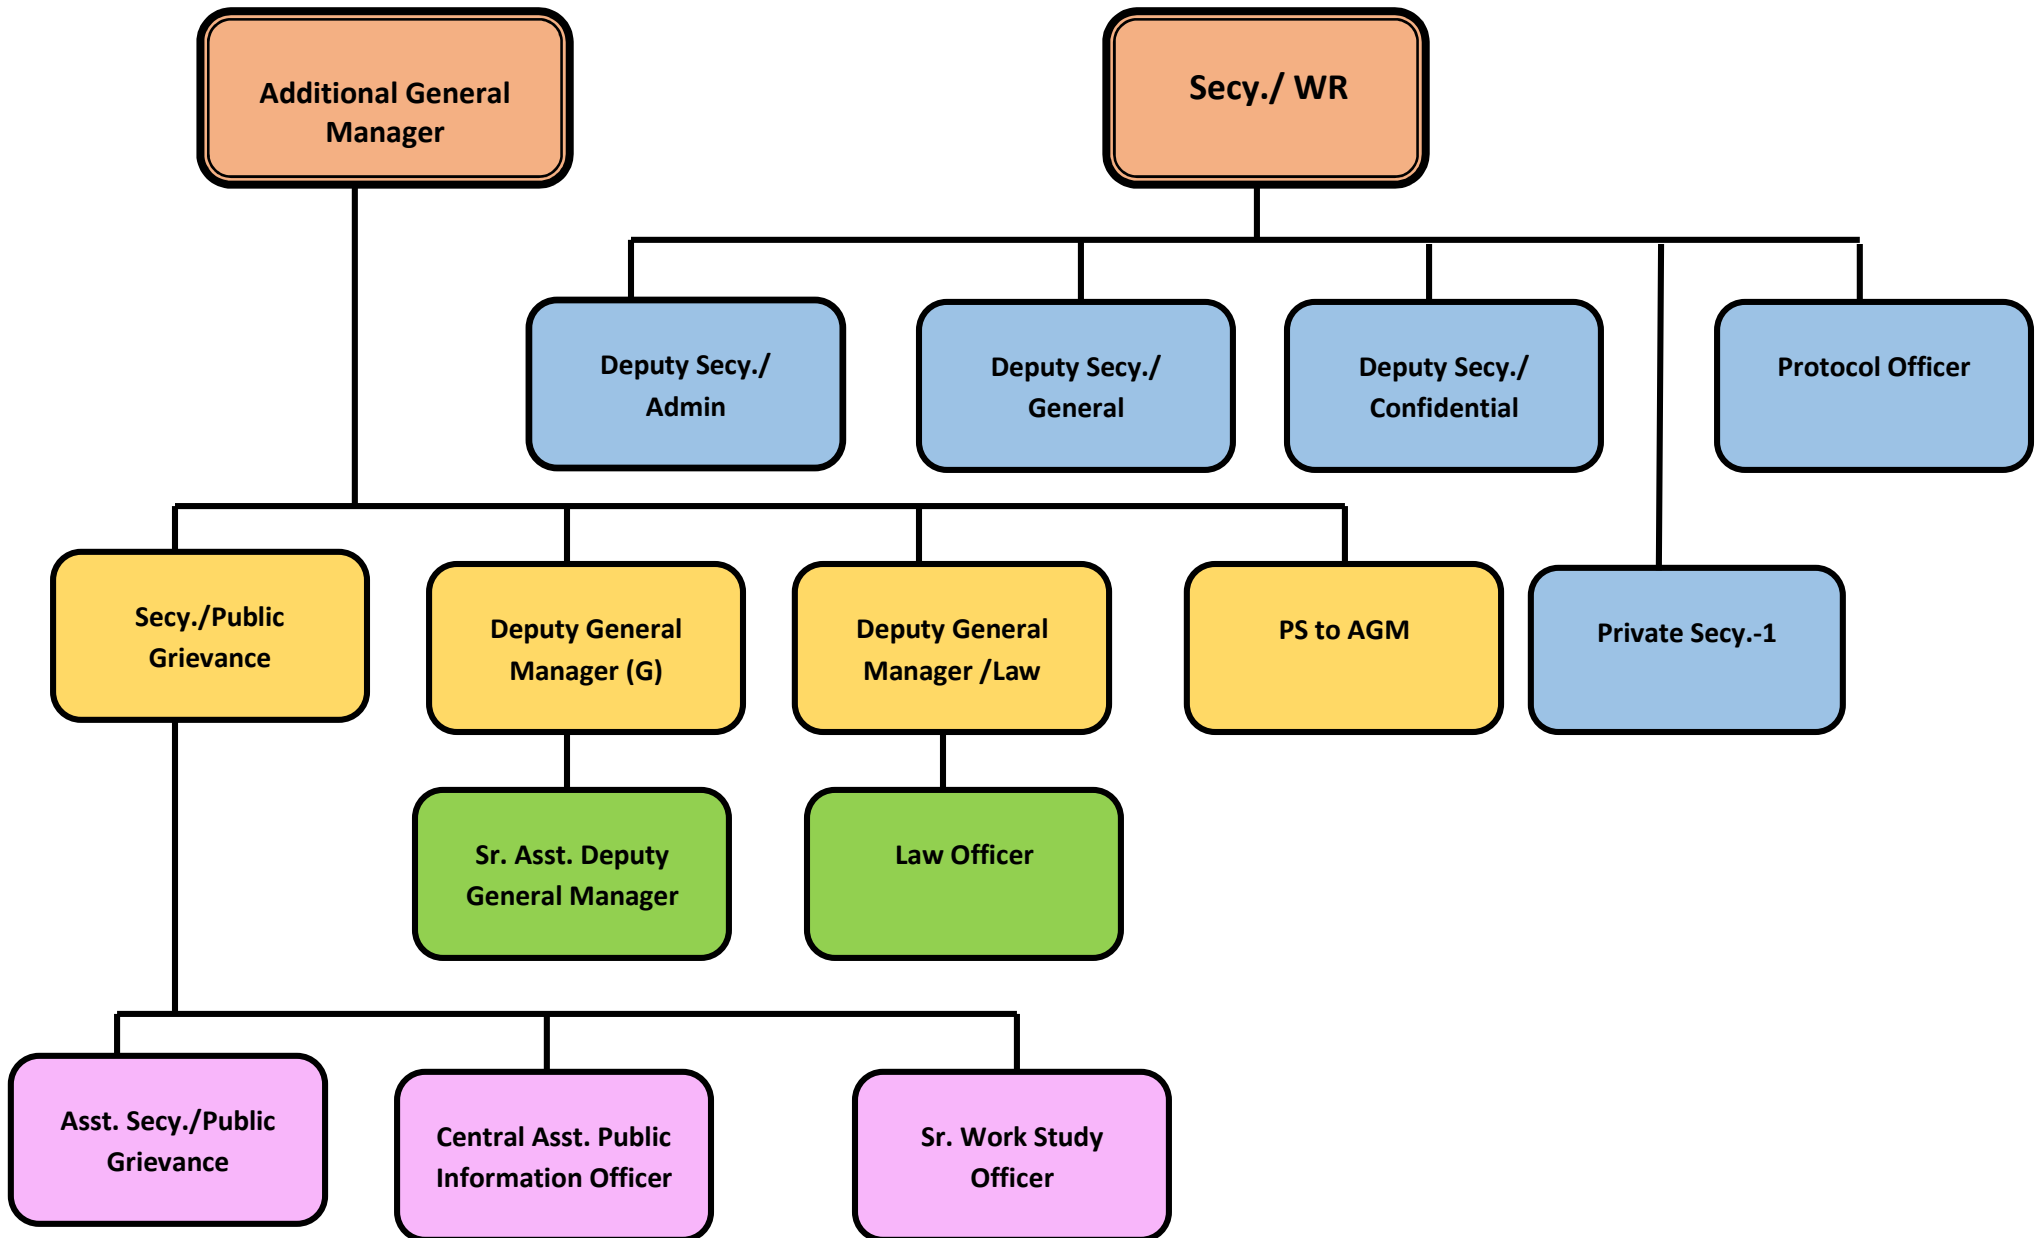 Additional General
Manager
Secy./ WR
Deputy Secy./
Admin
Deputy Secy./
General
Deputy Secy./
Confidential
Protocol Officer
Secy./Public
Grievance
Deputy General
Manager (G)
Deputy General
Manager /Law
PS to AGM
Private Secy.-1
Sr. Asst. Deputy
General Manager
Law Officer
Asst. Secy./Public
Grievance
Central Asst. Public
Information Officer
Sr. Work Study
Officer